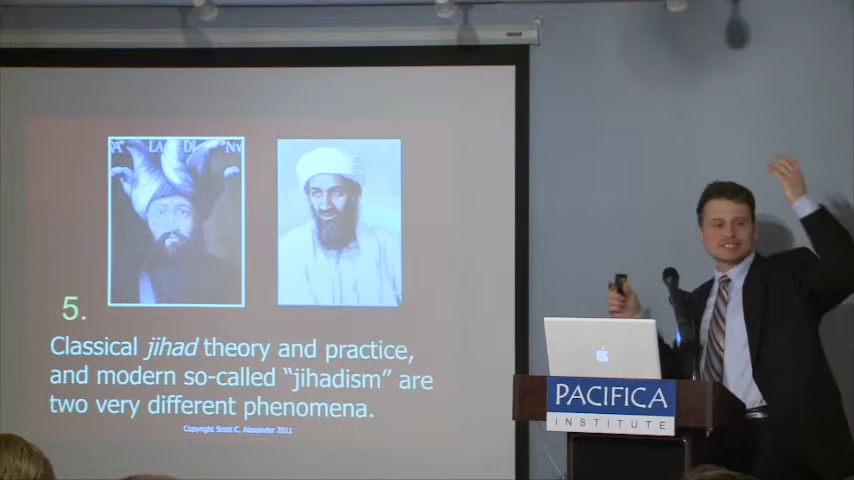 SALADIN
5.
Classical jihad theory and practice,
and modern so-called “jihadism” are
two very different phenomena.
Copyright Scott C. Alexander 2011
PACIFICA
INSTITUTE